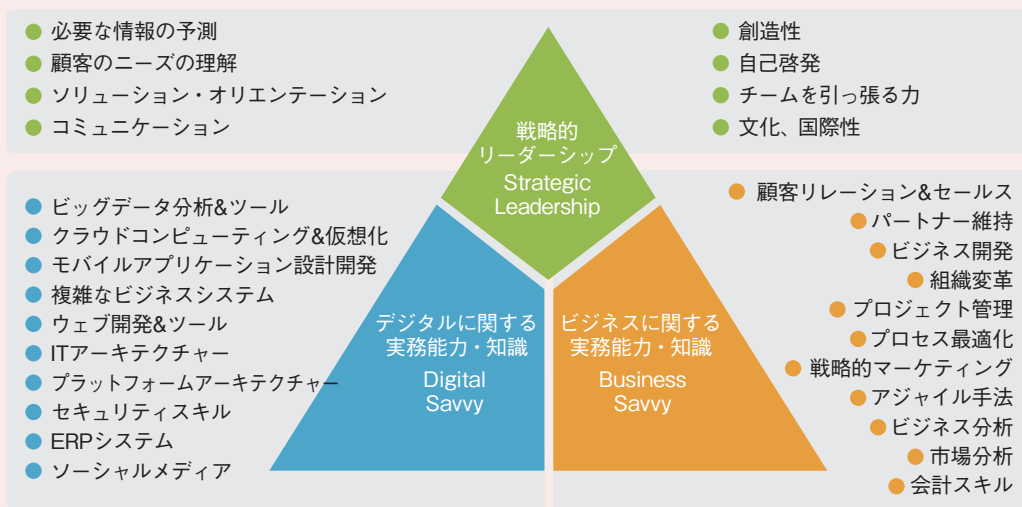 必要な情報の予測
顧客のニーズの理解
ソリューション・オリエンテーション
コミュニケーション
創造性
自己啓発
チームを引っ張る力
文化、国際性
戦略的
リーダーシップ
Strategic
Leadership
ビッグデータ分析&ツール
クラウドコンピューティング&仮想化
モバイルアプリケーション設計開発
複雑なビジネスシステム
ウェブ開発&ツール
ITアーキテクチャー
プラットフォームアーキテクチャー
セキュリティスキル
ERPシステム
ソーシャルメディア
デジタルに関する
実務能力・知識
Digital
Savvy
ビジネスに関する
実務能力・知識
Business
Savvy
顧客リレーション&セールス
パートナー維持
ビジネス開発
組織変革
プロジェクト管理
プロセス最適化
戦略的マーケティング
アジャイル手法
ビジネス分析
市場分析
会計スキル